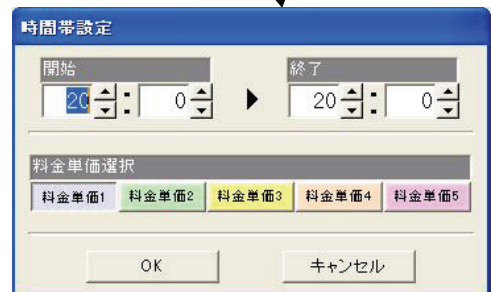 時間帯設定
開始 終了
20 : 0 ▶ 20 : 0
料金単価選択
料金単価1 料金単価2 料金単価3 料金単価4 料金単価5
OK キャンセル